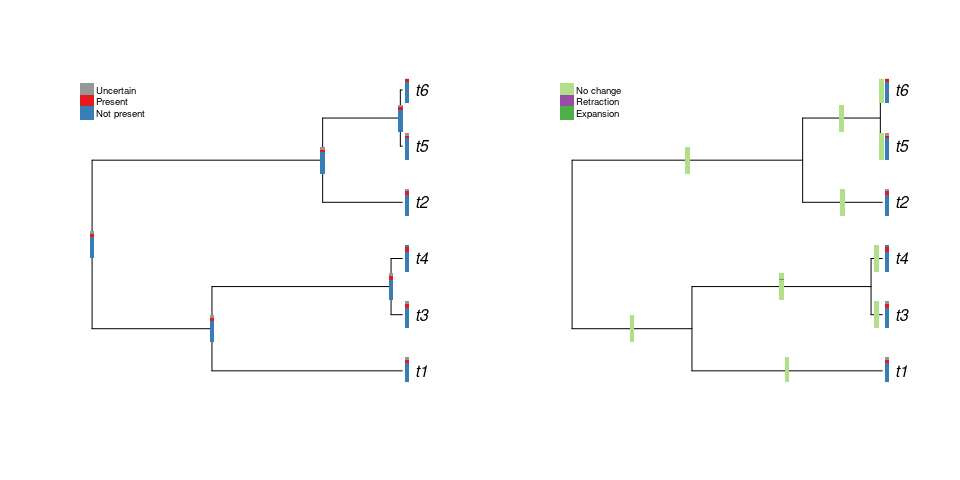 Uncertain
Present
Not present
t6
t5
t2
t4
t3
t1
No change
Retraction
Expansion
t6
t5
t2
t4
t3
t1